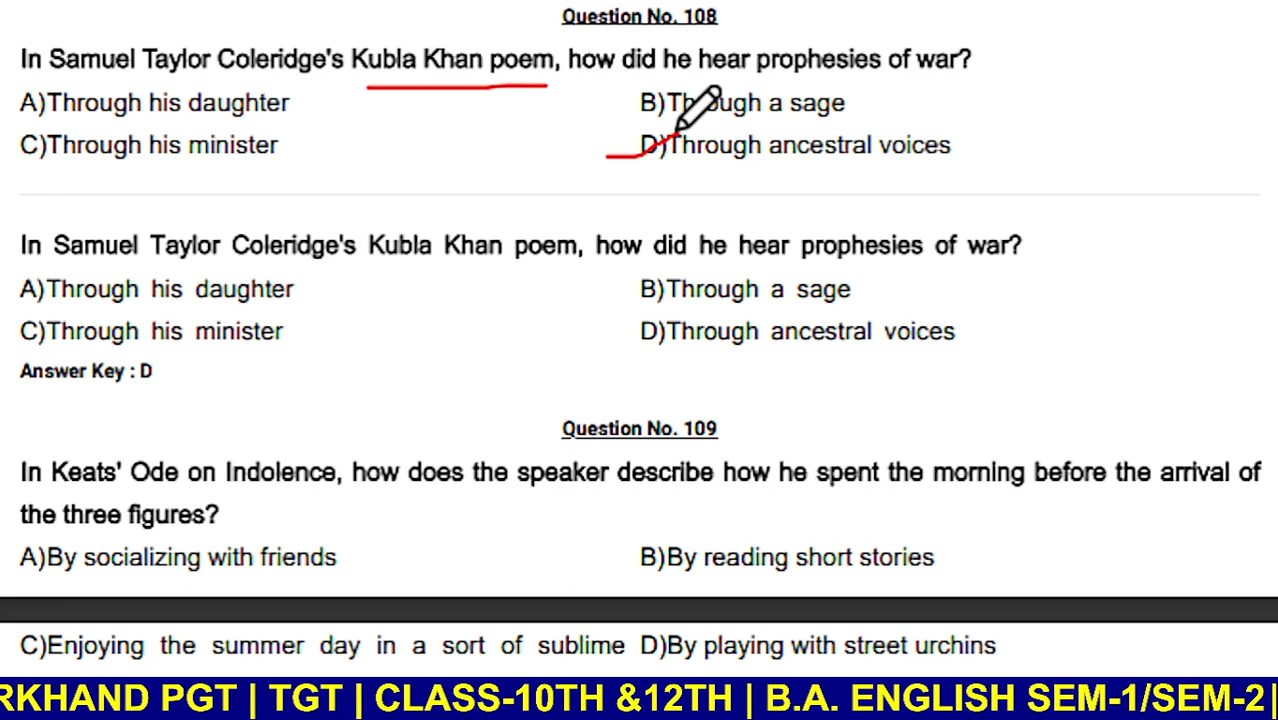 Question No. 108
In Samuel Taylor Coleridge's Kubla Khan poem, how did he hear prophesies of war?
A)Through his daughter B)Through a sage
C)Through his minister D)Through ancestral voices
In Samuel Taylor Coleridge's Kubla Khan poem, how did he hear prophesies of war?
A)Through his daughter B)Through a sage
C)Through his minister D)Through ancestral voices
Answer Key : D
Question No. 109
In Keats' Ode on Indolence, how does the speaker describe how he spent the morning before the arrival of
the three figures?
A)By socializing with friends B)By reading short stories
C)Enjoying the summer day in a sort of sublime D)By playing with street urchins
RKHAND PGT | TGT | CLASS-10TH &12TH | B.A. ENGLISH SEM-1/SEM-2|